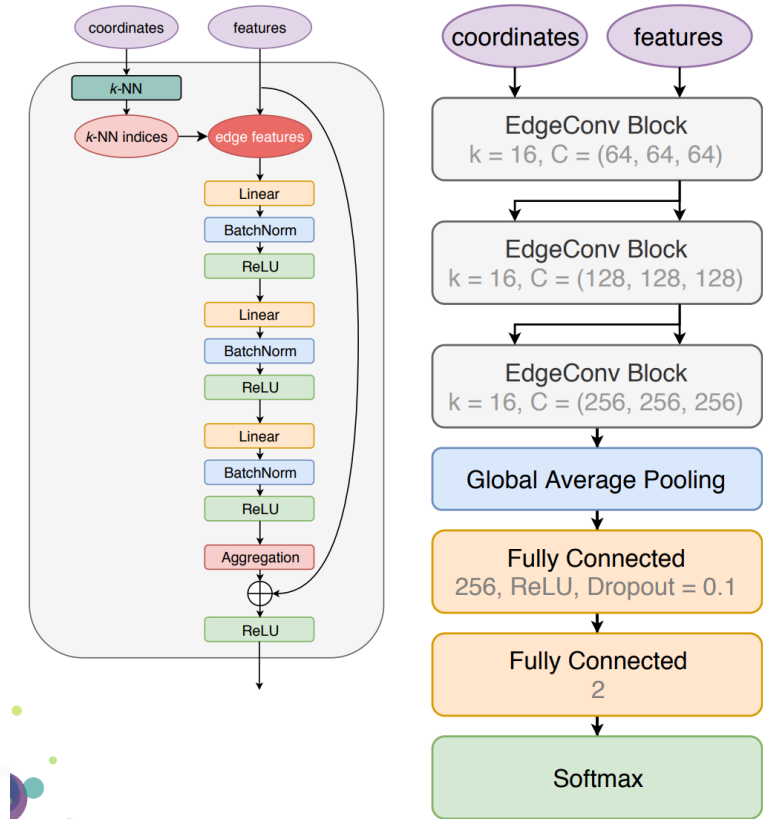 coordinates
features
k-NN
k-NN indices
edge features
Linear
BatchNorm
ReLU
Linear
BatchNorm
ReLU
Linear
BatchNorm
ReLU
Aggregation
ReLU
coordinates
features
EdgeConv Block
k = 16, C = (64, 64, 64)
EdgeConv Block
k = 16, C = (128, 128, 128)
EdgeConv Block
k = 16, C = (256, 256, 256)
Global Average Pooling
Fully Connected
256, ReLU, Dropout = 0.1
Fully Connected
2
Softmax